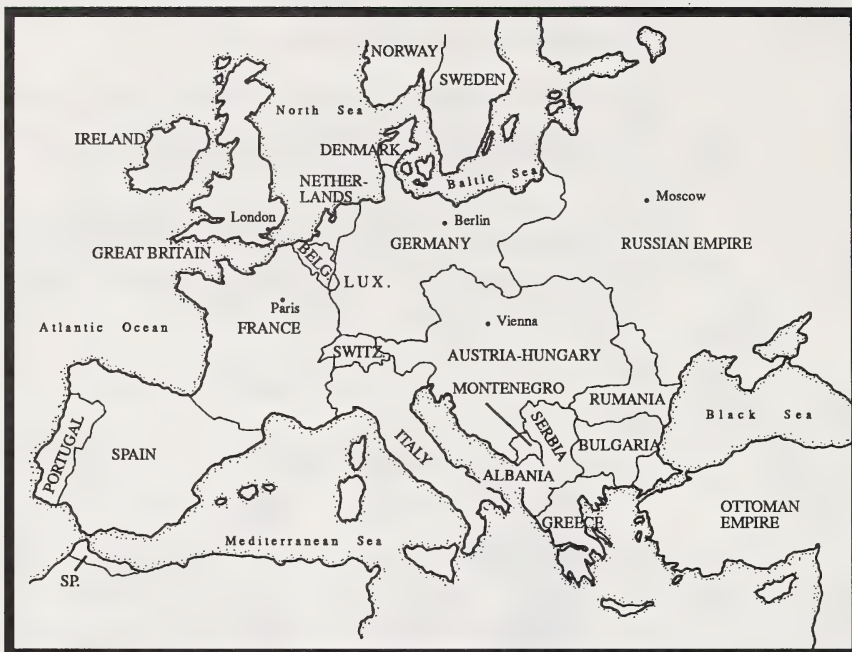 NORWAY
SWEDEN
North Sea
IRELAND
DENMARK
NETHER-
LANDS
Baltic Sea
Moscow
London
Berlin
GERMANY
RUSSIAN EMPIRE
GREAT BRITAIN
BELG.
LUX.
Paris
FRANCE
Atlantic Ocean
Vienna
SWITZ.
AUSTRIA-HUNGARY
MONTENEGRO
RUMANIA
Black Sea
PORTUGAL
SPAIN
ITALY
SERBIA
BULGARIA
ALBANIA
OTTOMAN
EMPIRE
GREECE
Mediterranean Sea
SP.